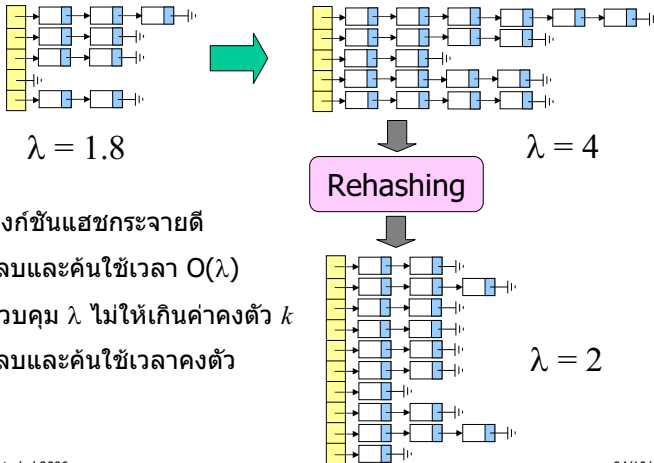 λ = 1.8
λ = 4
Rehashing
งก์ชันแฮชกระจายดี
ลบและค้นใช้เวลา O(λ)
วบคุม λ ไม่ให้เกินค่าคงตัว k
ลบและค้นใช้เวลาคงตัว
λ = 2